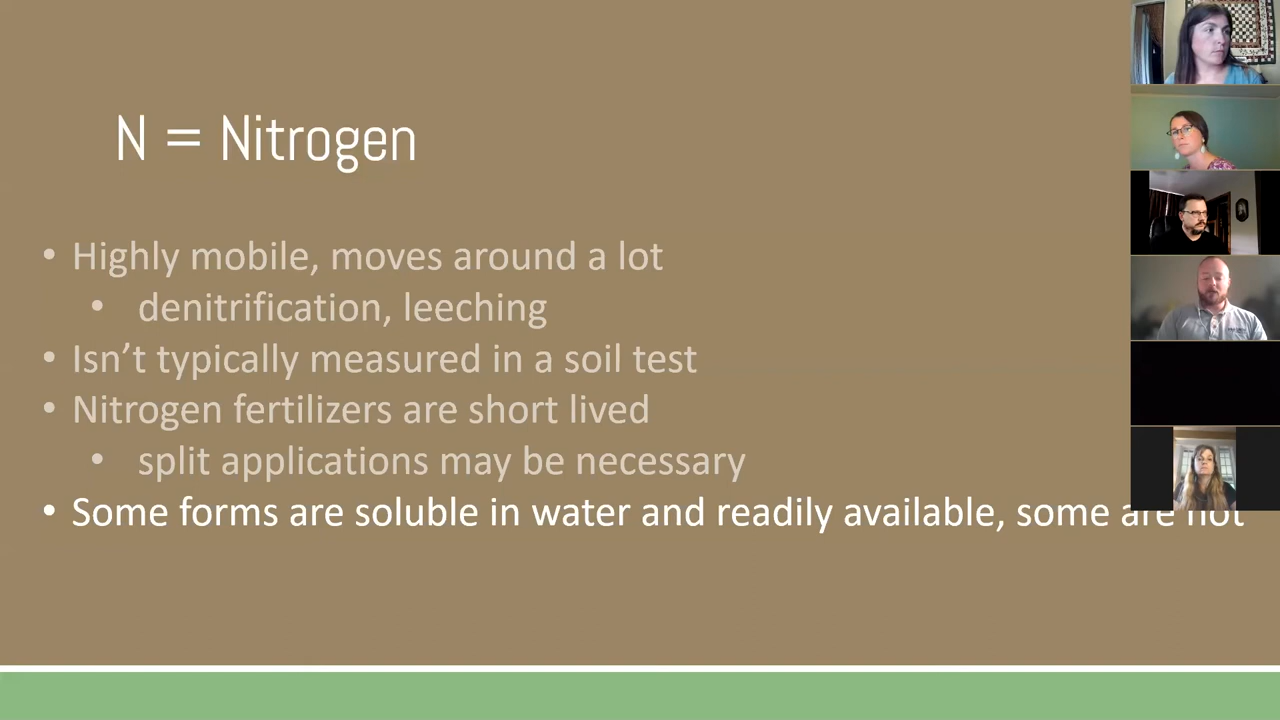 N = Nitrogen
• Highly mobile, moves around a lot
• denitrification, leeching
• Isn’t typically measured in a soil test
• Nitrogen fertilizers are short lived
• split applications may be necessary
• Some forms are soluble in water and readily available, some are not